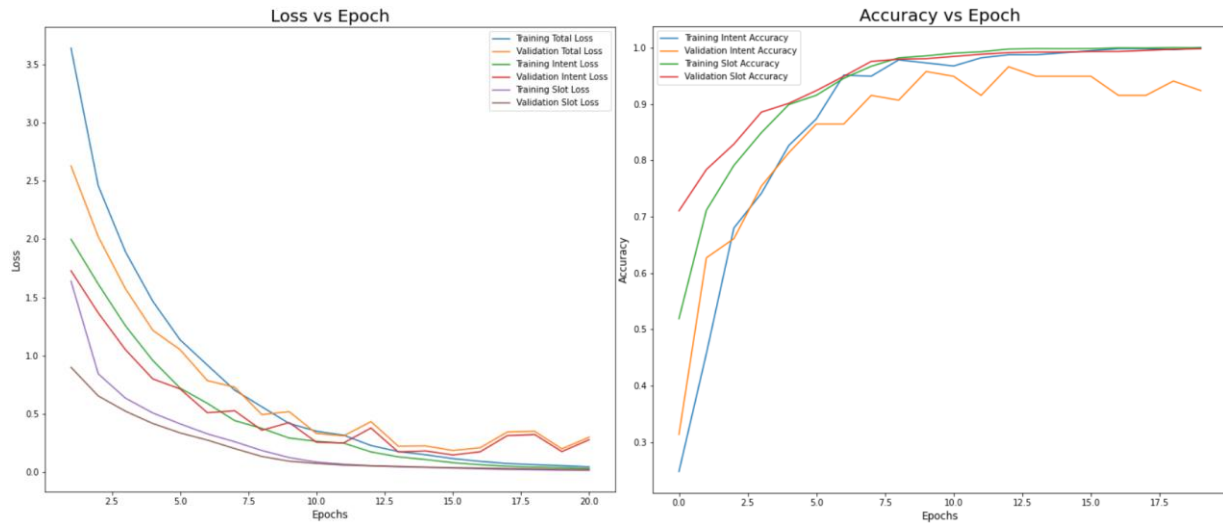 Loss vs Epoch
Training Total Loss
Validation Total Loss
Training Intent Loss
Validation Intent Loss
Training Slot Loss
Validation Slot Loss
3.5
3.0
2.5
2.0
1.5
1.0
0.5
0.0
Loss
2.5
5.0
7.5
10.0
12.5
15.0
17.5
20.0
Epochs
Accuracy vs Epoch
Training Intent Accuracy
Validation Intent Accuracy
Training Slot Accuracy
Validation Slot Accuracy
1.0
0.9
0.8
0.7
0.6
0.5
0.4
0.3
Accuracy
0.0
2.5
5.0
7.5
10.0
12.5
15.0
17.5
Epochs